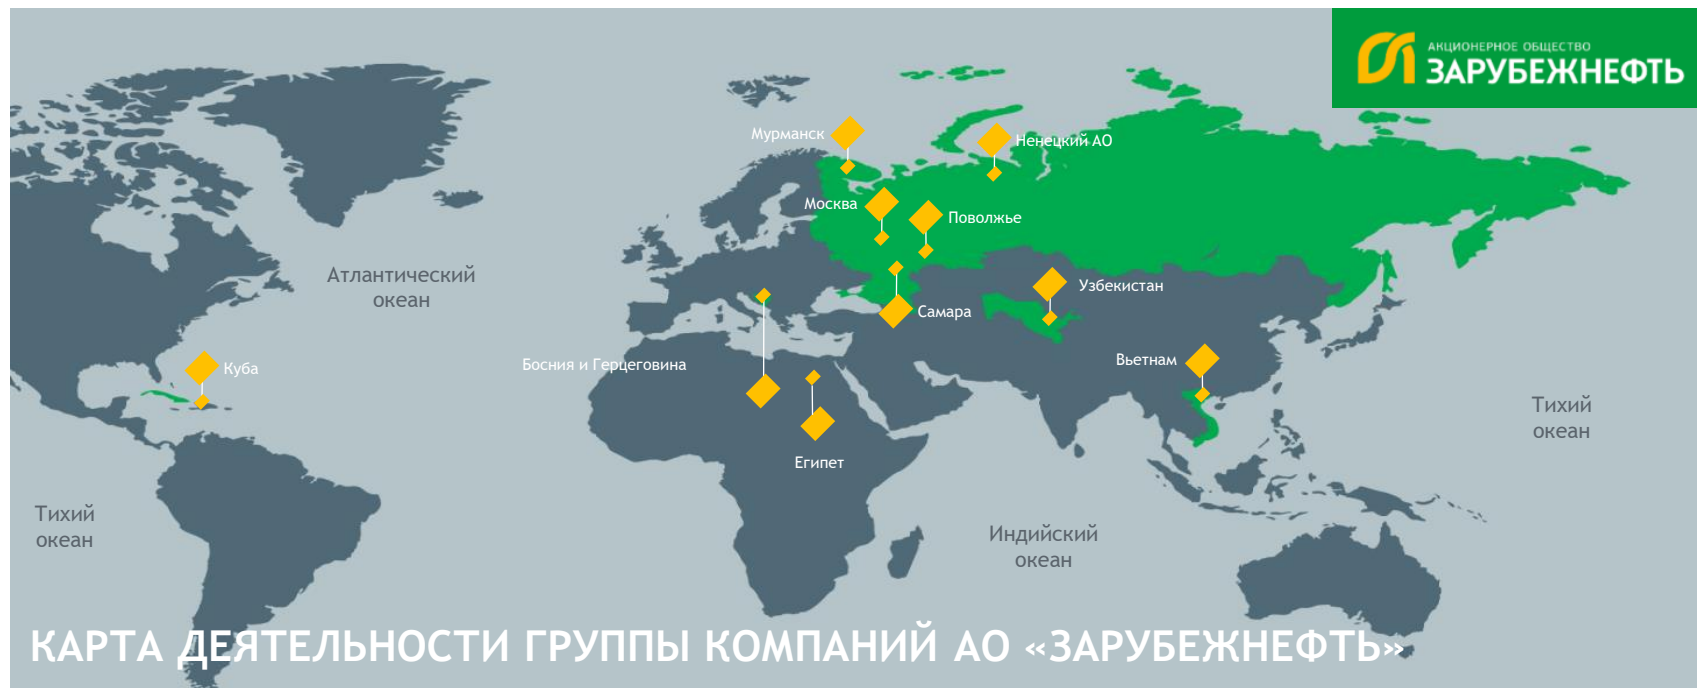 АКЦИОНЕРНОЕ ОБЩЕСТВО
ЗАРУБЕЖНЕФТЬ
Мурманск
Ненецкий АО
Москва
Поволжье
Атлантический
океан
Узбекистан
Самара
Босния и Герцеговина
Куба
Вьетнам
Тихий
океан
Египет
Тихий
океан
Индийский
океан
КАРТА ДЕЯТЕЛЬНОСТИ ГРУППЫ КОМПАНИЙ АО «ЗАРУБЕЖНЕФТЬ»